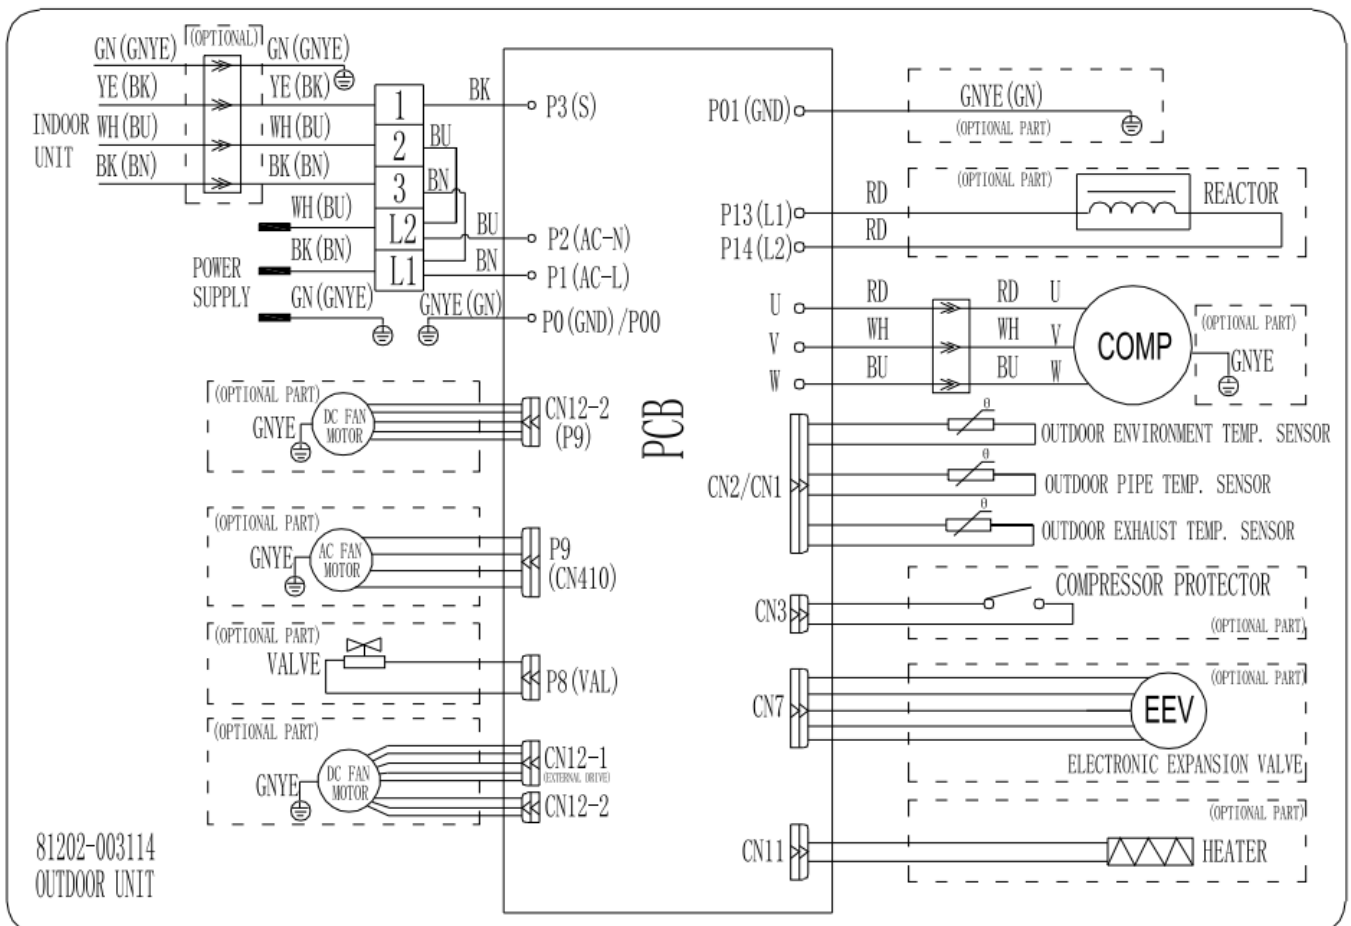 (OPTIONAL)
GN(GNYE)
GN(GNYE)
YE(BK)
YE(BK)
INDOOR
UNIT
WH(BU)
WH(BU)
BK(BN)
BK(BN)
1
2
3
L2
L1
BK
BU
BN
BU
BN
WH(BU)
BK(BN)
POWER
SUPPLY
GN(GNYE)
GNYE(GN)
P3(S)
P2(AC-N)
P1(AC-L)
P0(GND)/P00
(OPTIONAL PART)
GNYE
DC FAN
MOTOR
CN12-2
(P9)
(OPTIONAL PART)
GNYE
AC FAN
MOTOR
P9
(CN410)
(OPTIONAL PART)
VALVE
P8(VAL)
(OPTIONAL PART)
GNYE
DC FAN
MOTOR
CN12-1
(EXTERNAL DRIVE)
CN12-2
81202-003114
OUTDOOR UNIT
PCB
P01(GND)
GNYE(GN)
(OPTIONAL PART)
(OPTIONAL PART)
REACTOR
P13(L1)
RD
P14(L2)
RD
U
RD
RD
U
V
WH
WH
V
W
BU
BU
W
COMP
(OPTIONAL PART)
GNYE
CN2/CN1
θ
OUTDOOR ENVIRONMENT TEMP. SENSOR
θ
OUTDOOR PIPE TEMP. SENSOR
θ
OUTDOOR EXHAUST TEMP. SENSOR
CN3
COMPRESSOR PROTECTOR
(OPTIONAL PART)
CN7
(OPTIONAL PART)
EEV
ELECTRONIC EXPANSION VALVE
(OPTIONAL PART)
CN11
HEATER